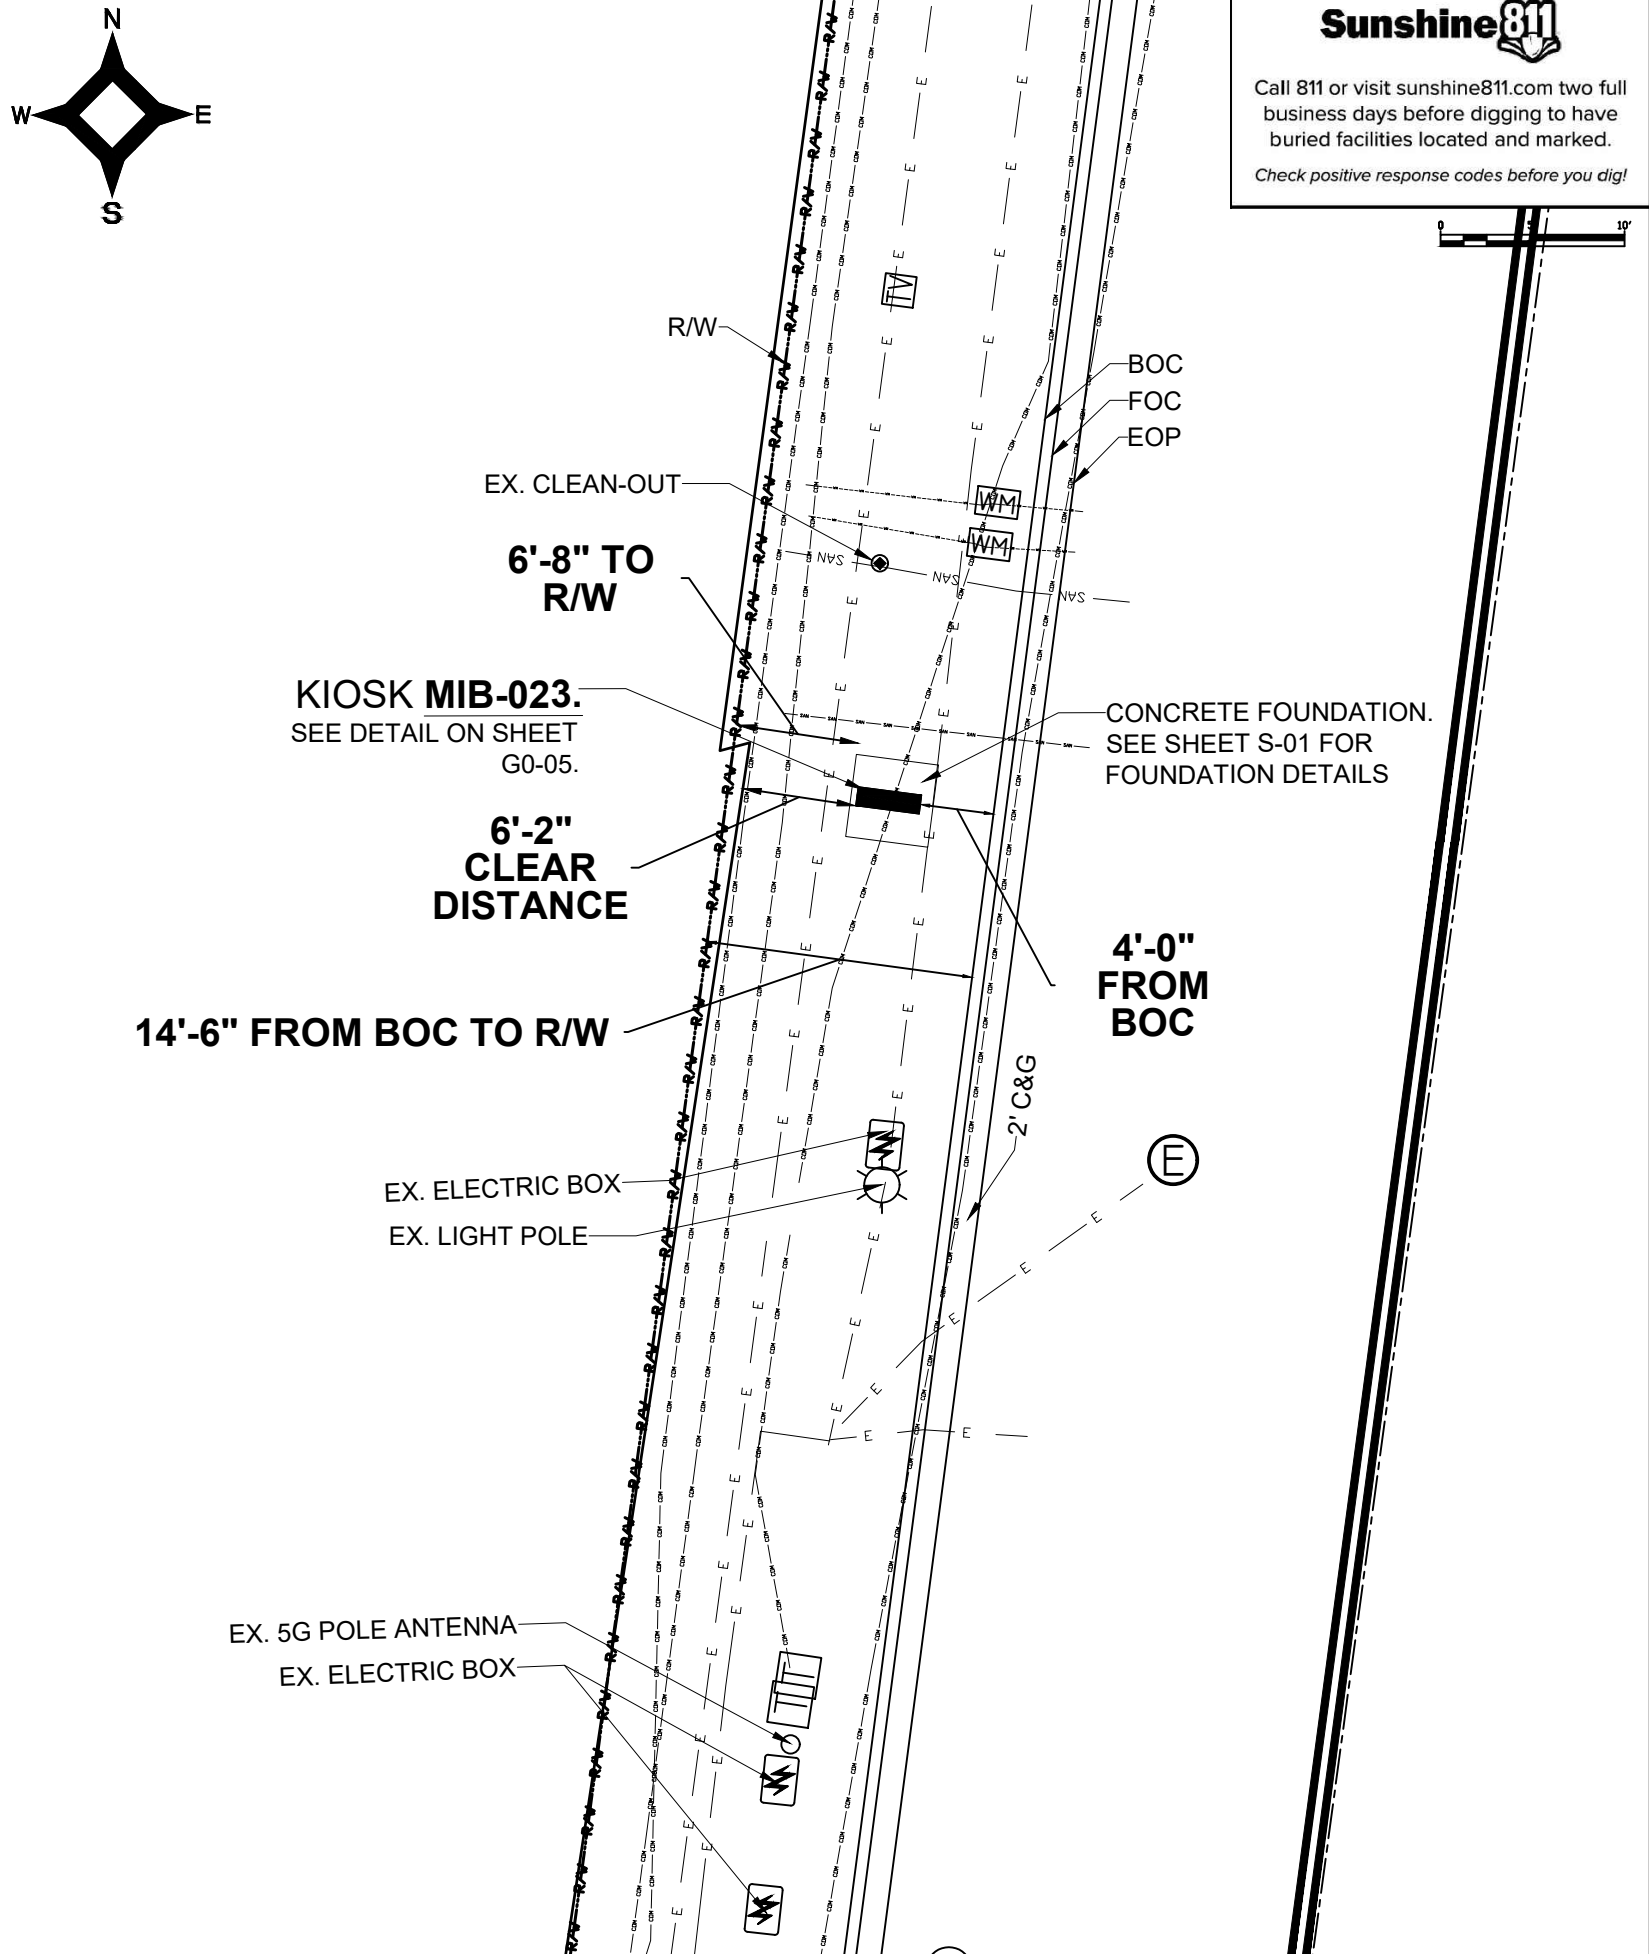 N
W
E
S
Sunshine 811
Call 811 or visit sunshine811.com two full
business days before digging to have
buried facilities located and marked.
Check positive response codes before you dig!
0
5
10'
TV
R/W
BOC
FOC
EOP
EX. CLEAN-OUT
WM
WM
SAN
SAN
SAN
6'-8" TO
R/W
KIOSK MIB-023.
SEE DETAIL ON SHEET
G0-05.
CONCRETE FOUNDATION.
SEE SHEET S-01 FOR
FOUNDATION DETAILS
6'-2"
CLEAR
DISTANCE
4'-0"
FROM
BOC
14'-6" FROM BOC TO R/W
2' C&G
E
EX. ELECTRIC BOX
EX. LIGHT POLE
E
E
E
E
E
E
EX. 5G POLE ANTENNA
EX. ELECTRIC BOX
R/W
COM
E